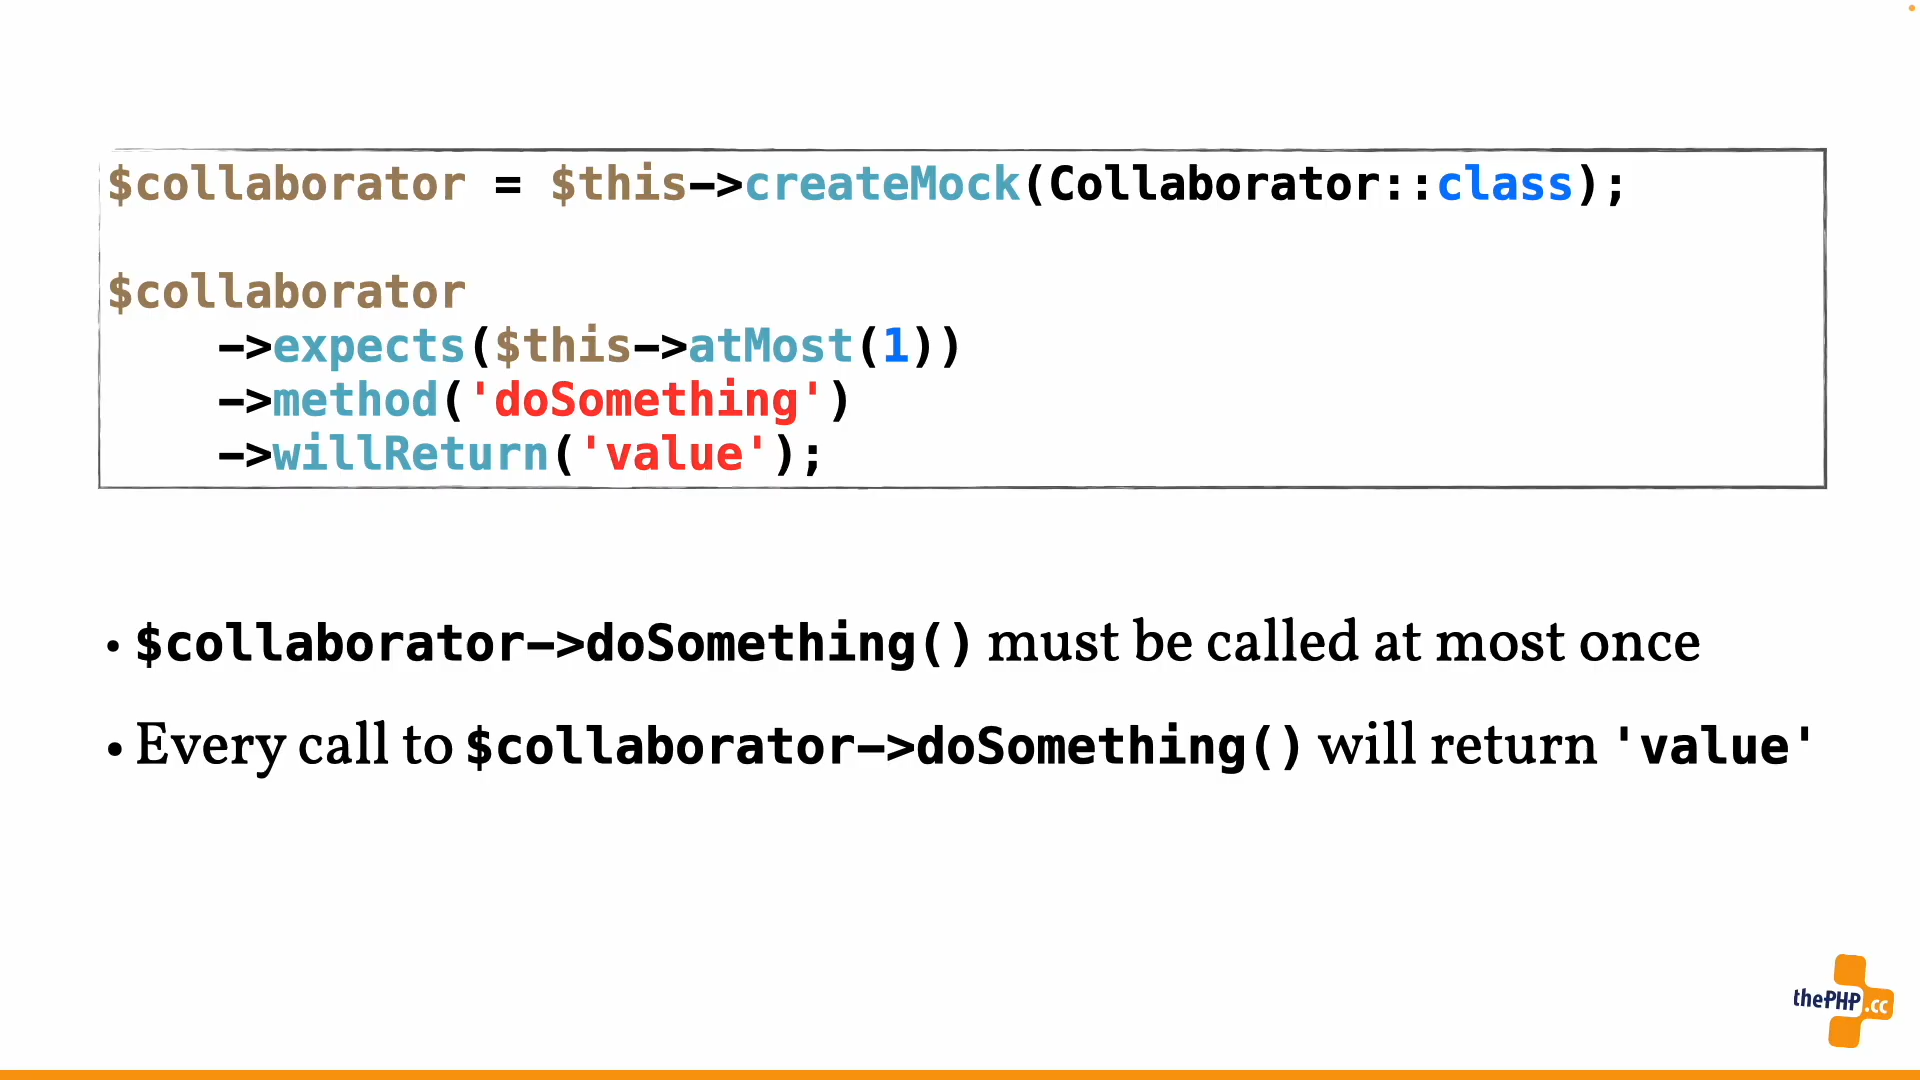 $collaborator = $this->createMock(Collaborator::class);
$collaborator
    ->expects($this->atMost(1))
    ->method('doSomething')
    ->willReturn('value');
• $collaborator->doSomething() must be called at most once
• Every call to $collaborator->doSomething() will return 'value'
thePHP.cc